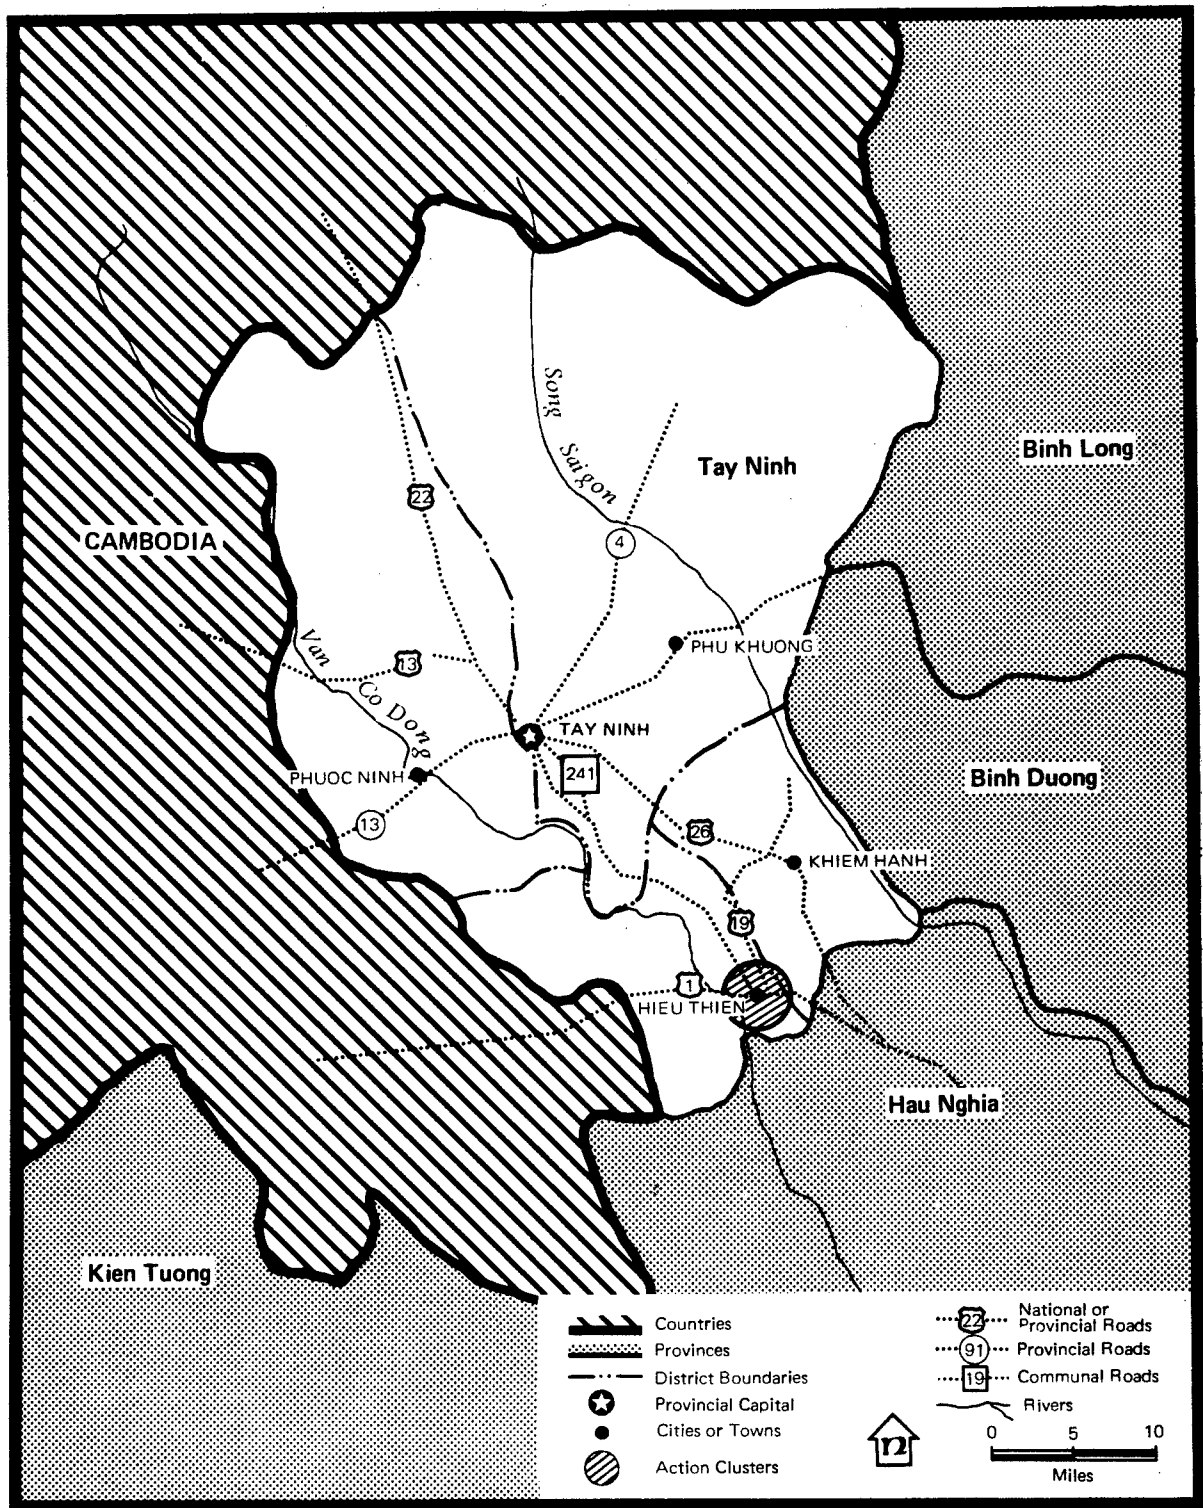 Song
Saigon
Tay Ninh
Binh Long
22
CAMBODIA
4
Van
Co Dong
13
PHU KHUONG
TAY NINH
PHUOC NINH
241
Binh Duong
13
26
KHIEM HANH
19
1
HIEU THIEN
Hau Nghia
Kien Tuong
Countries
Provinces
District Boundaries
Provincial Capital
Cities or Towns
Action Clusters
22
National or
Provincial Roads
91
Provincial Roads
19
Communal Roads
Rivers
n
0 5 10
Miles